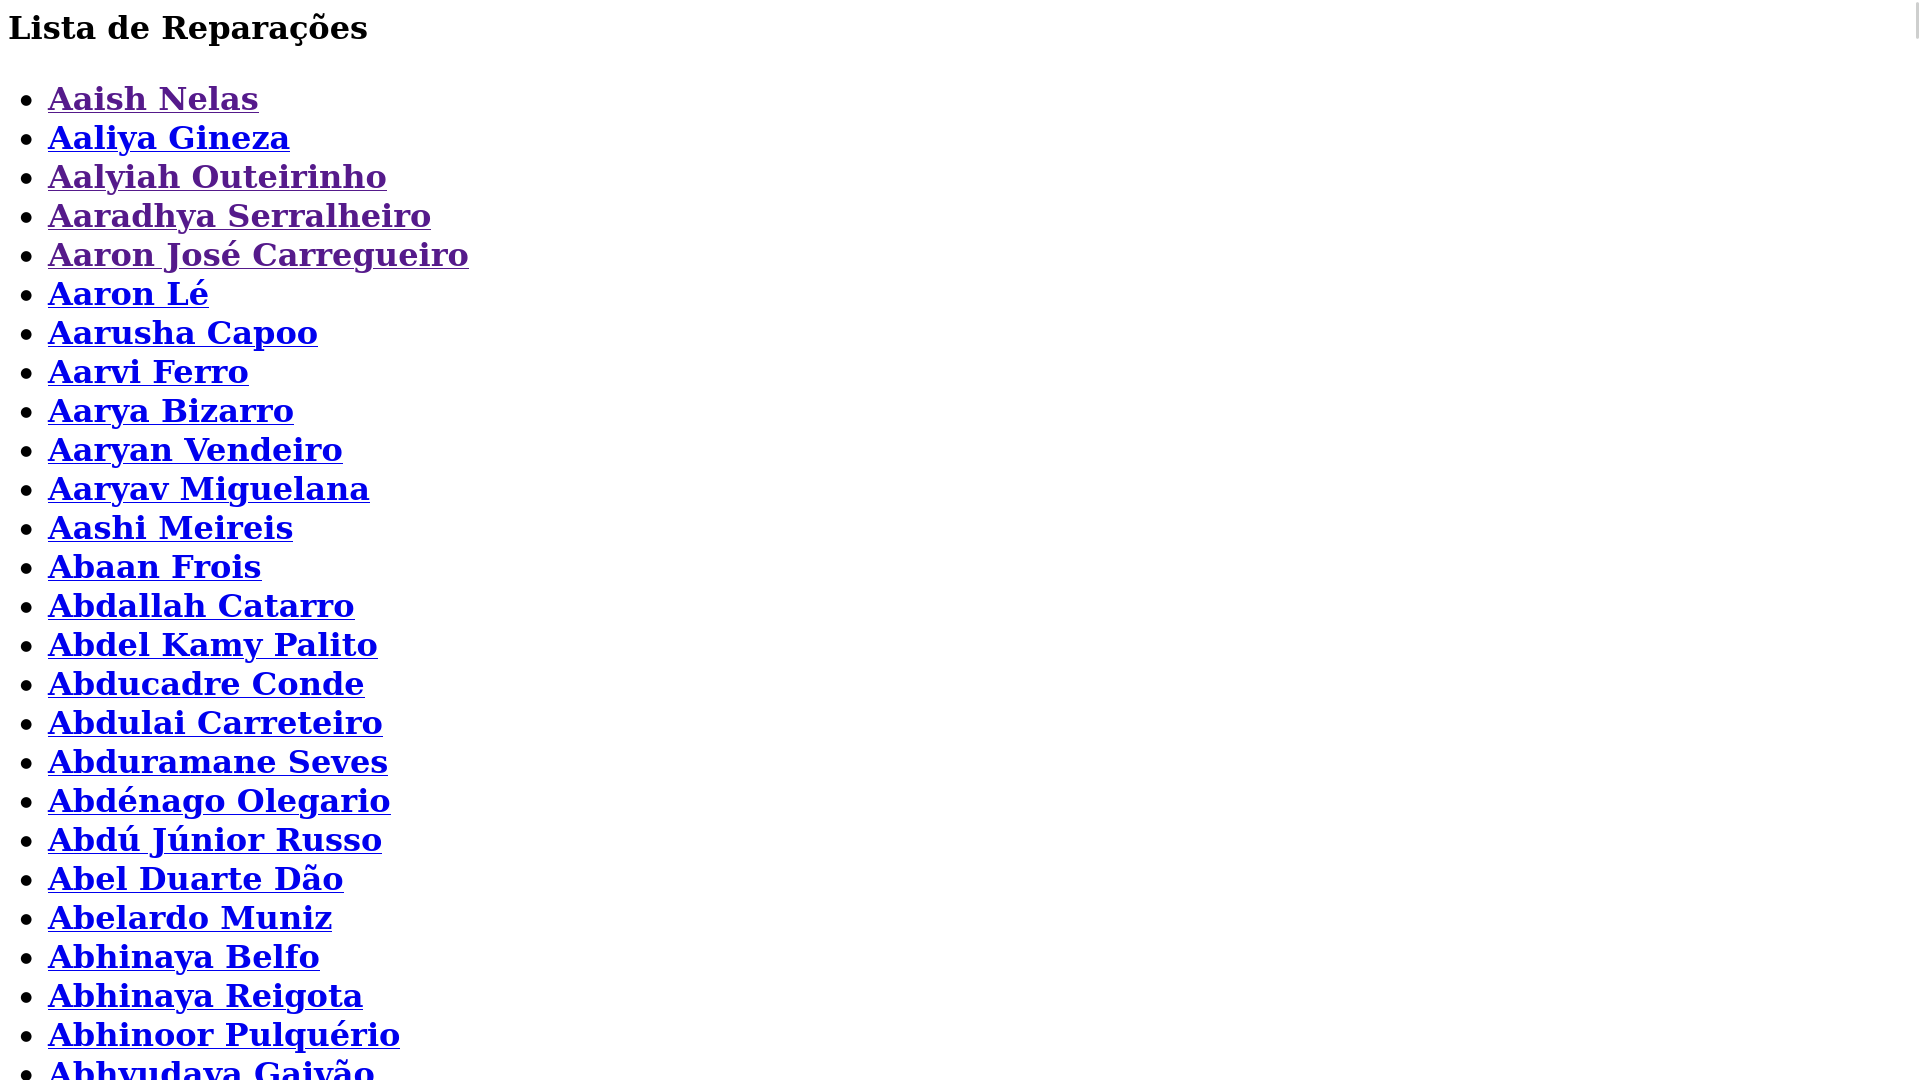 Lista de Reparações
Aaish Nelas
Aaliya Gineza
Aalyiah Outeirinho
Aaradhya Serralheiro
Aaron José Carregueiro
Aaron Lé
Aarusha Capoo
Aarvi Ferro
Aarya Bizarro
Aaryan Vendeiro
Aaryav Miguelana
Aashi Meireis
Abaan Frois
Abdallah Catarro
Abdel Kamy Palito
Abducadre Conde
Abdulai Carreteiro
Abduramane Seves
Abdénago Olegario
Abdú Júnior Russo
Abel Duarte Dão
Abelardo Muniz
Abhinaya Belfo
Abhinaya Reigota
Abhinoor Pulquério
Abhyudaya Gaivão